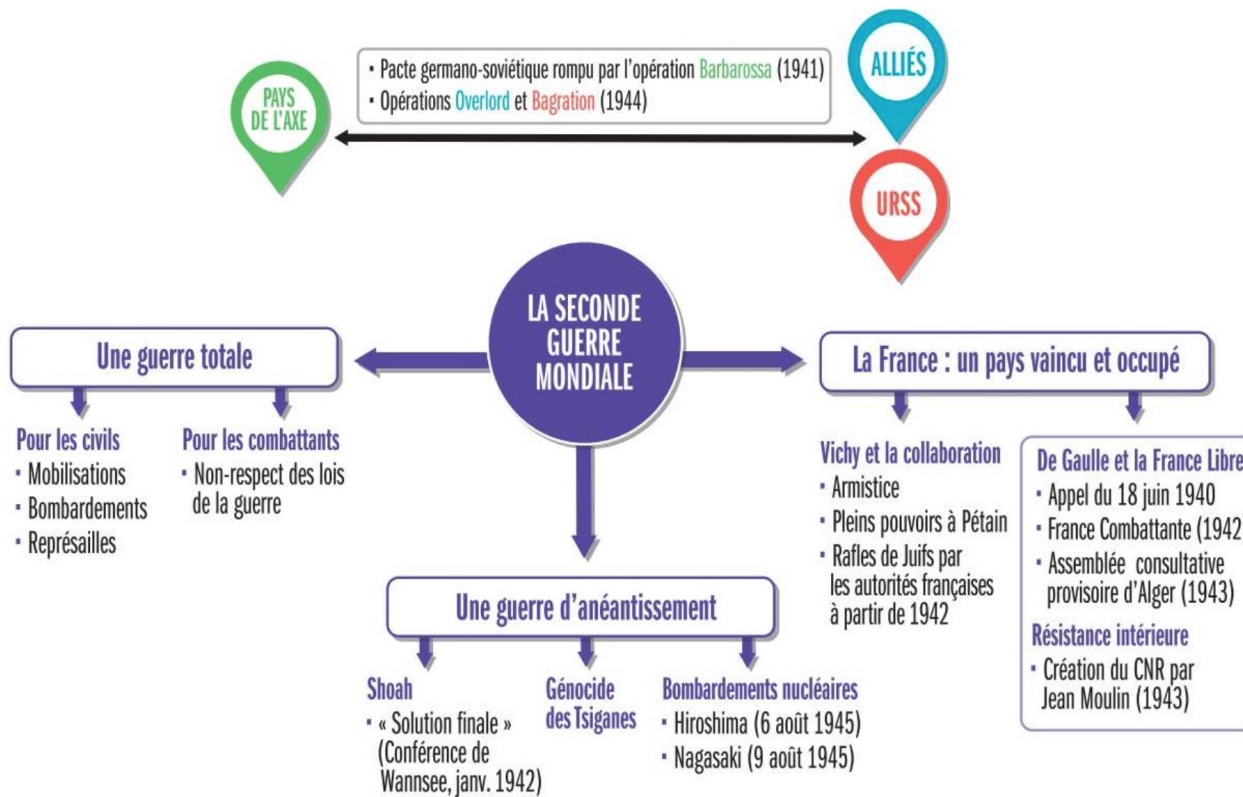 PAYS
DE L'AXE
• Pacte germano-soviétique rompu par l'opération Barbarossa (1941)
• Opérations Overlord et Bagration (1944)
ALLIÉS
URSS
LA SECONDE
GUERRE
MONDIALE
Une guerre totale
Pour les civils
• Mobilisations
• Bombardements
• Représailles
Pour les combattants
• Non-respect des lois
de la guerre
Une guerre d'anéantissement
Shoah
• « Solution finale »
(Conférence de
Wannsee, janv. 1942)
Génocide
des Tsiganes
Bombardements nucléaires
• Hiroshima (6 août 1945)
• Nagasaki (9 août 1945)
La France : un pays vaincu et occupé
Vichy et la collaboration
• Armistice
• Pleins pouvoirs à Pétain
• Rafles de Juifs par
les autorités françaises
à partir de 1942
De Gaulle et la France Libre
• Appel du 18 juin 1940
• France Combattante (1942
• Assemblée consultative
provisoire d'Alger (1943)
Résistance intérieure
• Création du CNR par
Jean Moulin (1943)